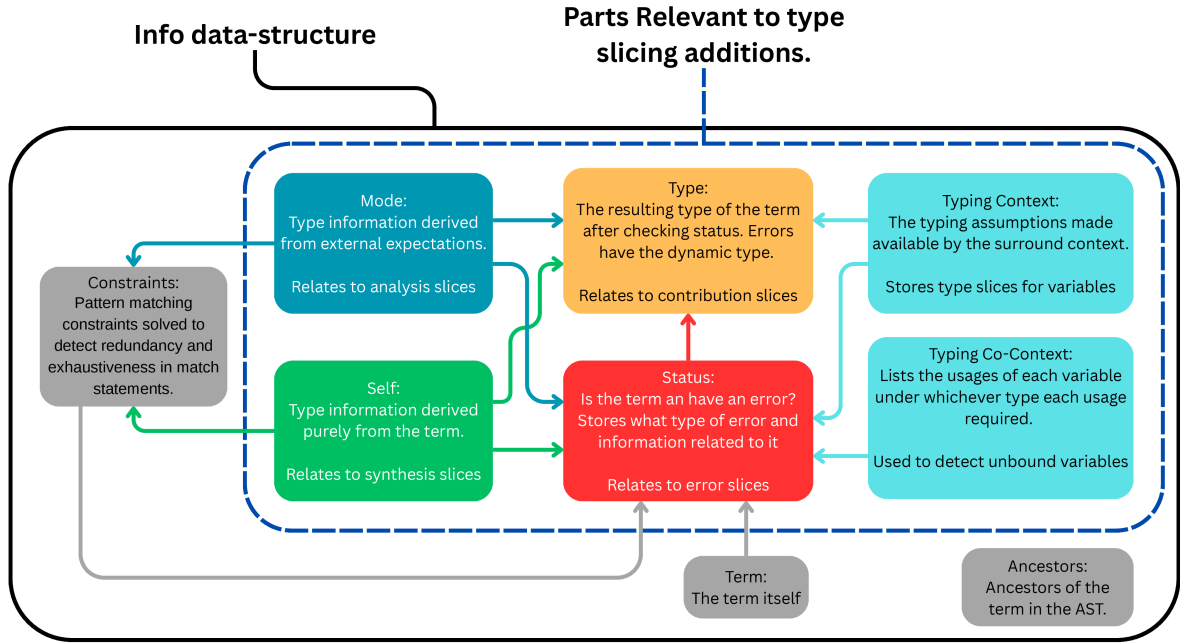 Info data-structure
Parts Relevant to type
slicing additions.
Mode:
Type information derived
from external expectations.
Relates to analysis slices
Type:
The resulting type of the term
after checking status. Errors
have the dynamic type.
Relates to contribution slices
Typing Context:
The typing assumptions made
available by the surround context.
Stores type slices for variables
Constraints:
Pattern matching
constraints solved to
detect redundancy and
exhaustiveness in match
statements.
Self:
Type information derived
purely from the term.
Relates to synthesis slices
Status:
Is the term an have an error?
Stores what type of error and
information related to it
Relates to error slices
Typing Co-Context:
Lists the usages of each variable
under whichever type each usage
required.
Used to detect unbound variables
Term:
The term itself
Ancestors:
Ancestors of the
term in the AST.